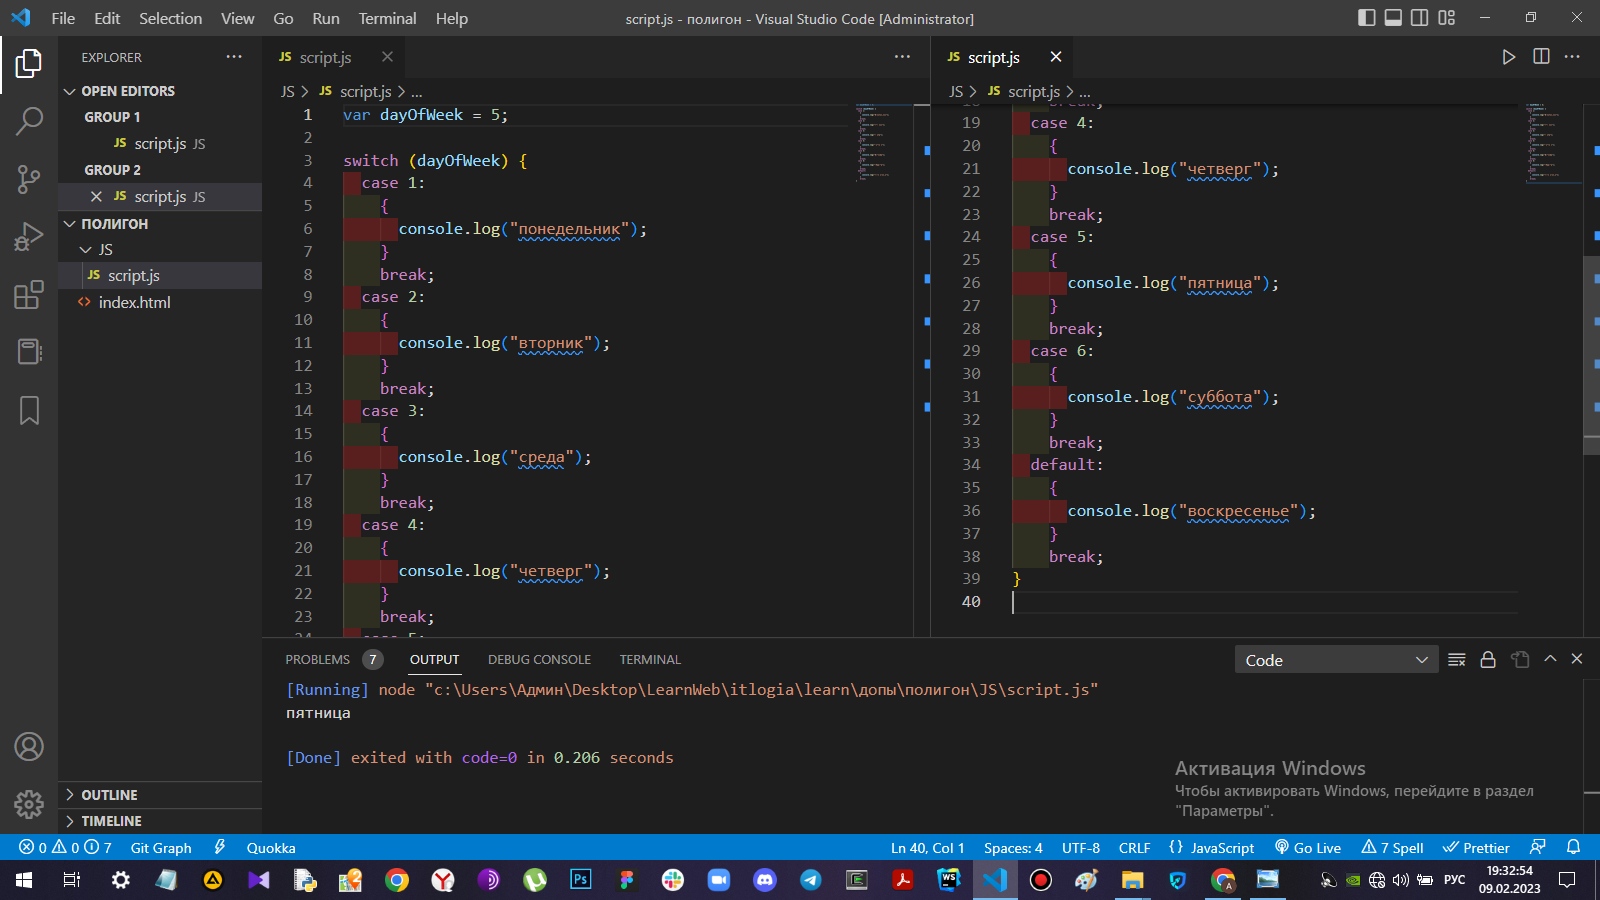 File Edit Selection View Go Run Terminal Help
script.js - полигон - Visual Studio Code [Administrator]
EXPLORER
OPEN EDITORS
GROUP 1
JS script.js JS
GROUP 2
JS script.js JS
ПОЛИГОН
JS
JS script.js
index.html
OUTLINE
TIMELINE
JS script.js
JS > JS script.js > ...
1 var dayOfWeek = 5;
2
3 switch (dayOfWeek) {
4 case 1:
5 {
6 console.log("понедельник");
7 }
8 break;
9 case 2:
10 {
11 console.log("вторник");
12 }
13 break;
14 case 3:
15 {
16 console.log("среда");
17 }
18 break;
19 case 4:
20 {
21 console.log("четверг");
22 }
23 break;
24 case 5:
JS script.js
JS > JS script.js > ...
18 break;
19 case 4:
20 {
21 console.log("четверг");
22 }
23 break;
24 case 5:
25 {
26 console.log("пятница");
27 }
28 break;
29 case 6:
30 {
31 console.log("суббота");
32 }
33 break;
34 default:
35 {
36 console.log("воскресенье");
37 }
38 break;
39 }
40
PROBLEMS 7 OUTPUT DEBUG CONSOLE TERMINAL
Code
[Running] node "c:\Users\Админ\Desktop\LearnWeb\itlogia\learn\допы\полигон\JS\script.js"
пятница
[Done] exited with code=0 in 0.206 seconds
Активация Windows
Чтобы активировать Windows, перейдите в раздел
"Параметры".
0 0 7 Git Graph Quokka
Ln 40, Col 1 Spaces: 4 UTF-8 CRLF {} JavaScript Go Live 7 Spell Prettier
Ps
WS
РУС
19:32:54
09.02.2023